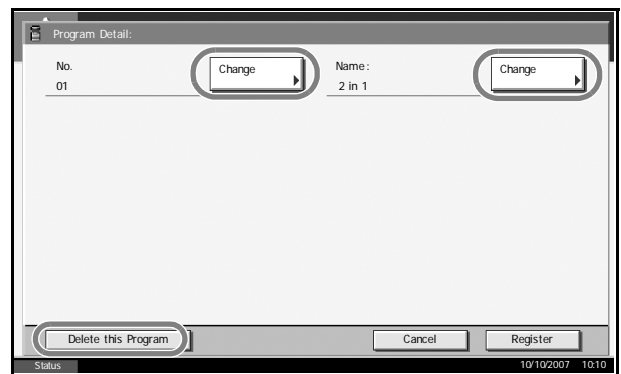 Program Detail:
No.
Change
Name:
Change
01
2 in 1
Delete this Program
Cancel
Register
Status
10/10/2007 10:10